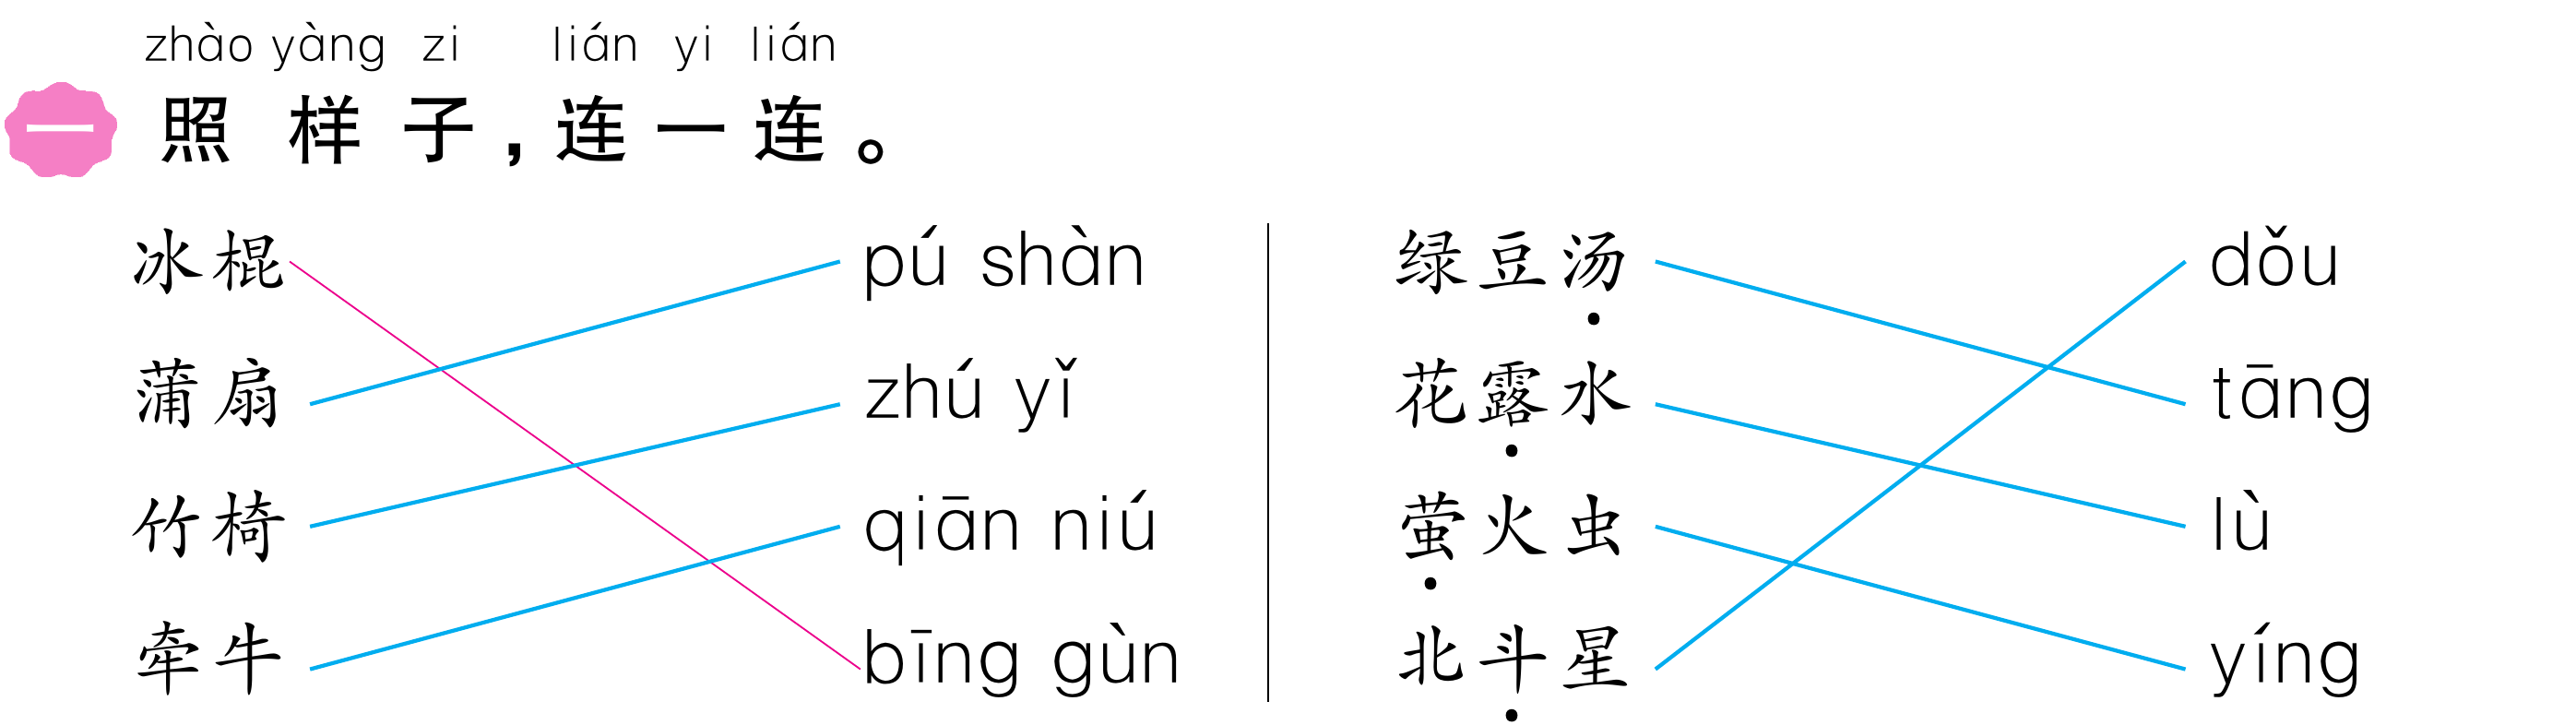 zhào yàng zi lián yi lián
一 照样子,连一连。
冰棍 pú shàn 绿豆汤 dǒu
蒲扇 zhú yǐ 花露水 tāng
竹椅 qiān niú 萤火虫 lù
牵牛 bīng gùn 北斗星 yíng